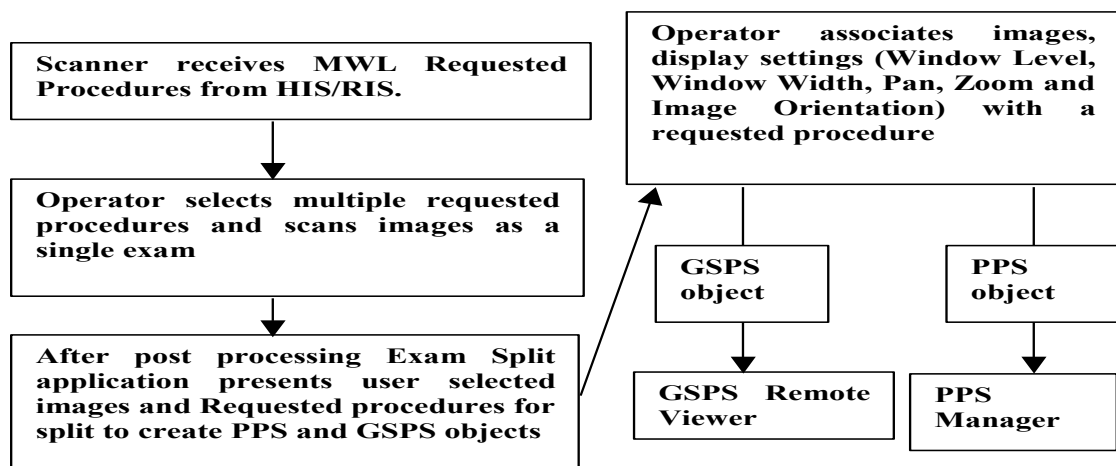 Scanner receives MWL Requested
Procedures from HIS/RIS.
Operator selects multiple requested
procedures and scans images as a
single exam
After post processing Exam Split
application presents user selected
images and Requested procedures for
split to create PPS and GSPS objects
Operator associates images,
display settings (Window Level,
Window Width, Pan, Zoom and
Image Orientation) with a
requested procedure
GSPS
object
PPS
object
GSPS Remote
Viewer
PPS
Manager